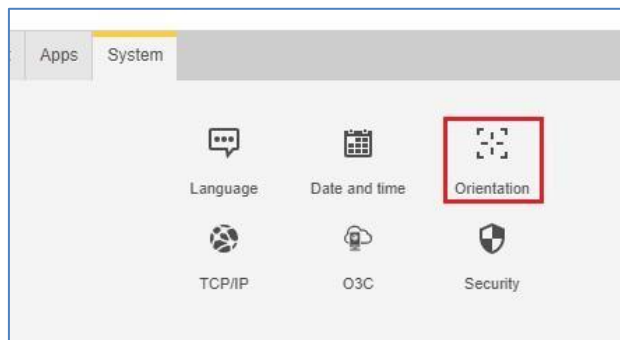 Apps System
Language Date and time Orientation
TCP/IP O3C Security